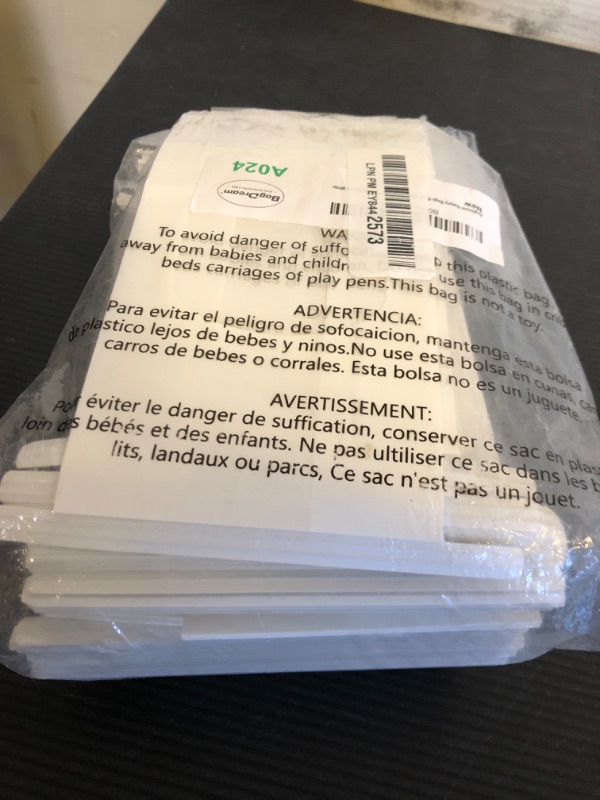 A024
BagDream
LPN PM EY8442573
New
WA
To avoid danger of suffoc p this plastic bag
away from babies and children use this bag in crib
beds carriages of play pens.This bag is not a toy.
ADVERTENCIA:
Para evitar el peligro de sofocaicion, mantenga esta bolsa
de plastico lejos de bebes y ninos.No use esta bolsa en cunas, ca
carros de bebes o corrales. Esta bolsa no es un juguete.
AVERTISSEMENT:
Pour éviter le danger de suffication, conserver ce sac en plas
loin des bébés et des enfants. Ne pas ultiliser ce sac dans les b
lits, landaux ou parcs, Ce sac n'est pas un jouet.